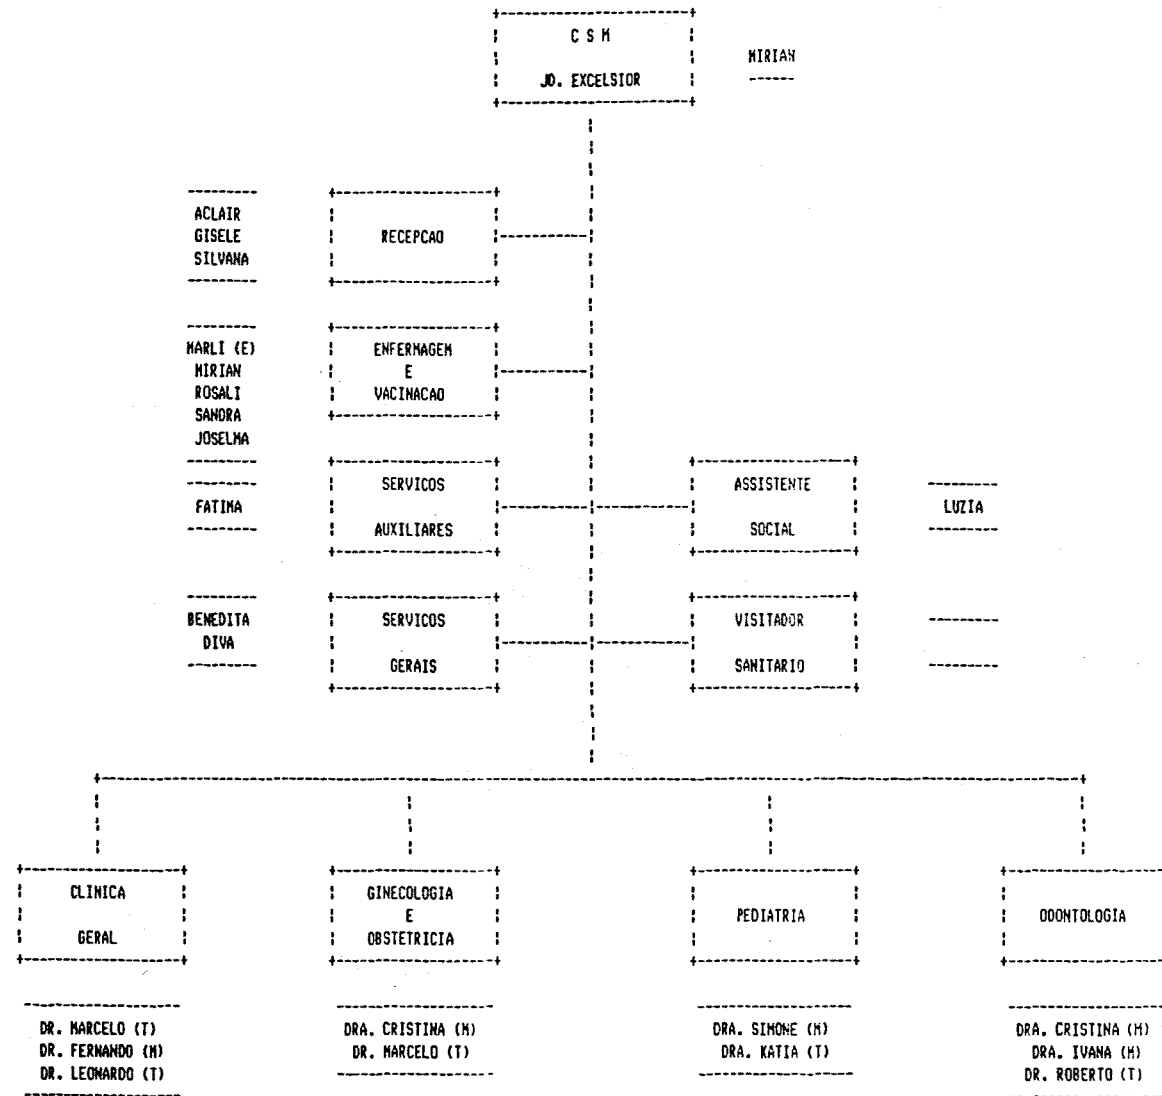 C S M
MIRIAN
JD. EXCELSIOR
ACLAIR
GISELE
SILVANA
RECEPCAO
MARLI (E)
MIRIAN
ROSALI
SANDRA
JOSELMA
ENFERMAGEM
E
VACINACAO
FATIMA
SERVICOS
AUXILIARES
ASSISTENTE
SOCIAL
LUZIA
BENEDITA
DIVA
SERVICOS
GERAIS
VISITADOR
SANITARIO
CLINICA
GERAL
GINECOLOGIA
E
OBSTETRICIA
PEDIATRIA
ODONTOLOGIA
DR. MARCELO (T)
DR. FERNANDO (M)
DR. LEONARDO (T)
DRA. CRISTINA (M)
DR. MARCELO (T)
DRA. SIMONE (M)
DRA. KATIA (T)
DRA. CRISTINA (M)
DRA. IVANA (M)
DR. ROBERTO (T)